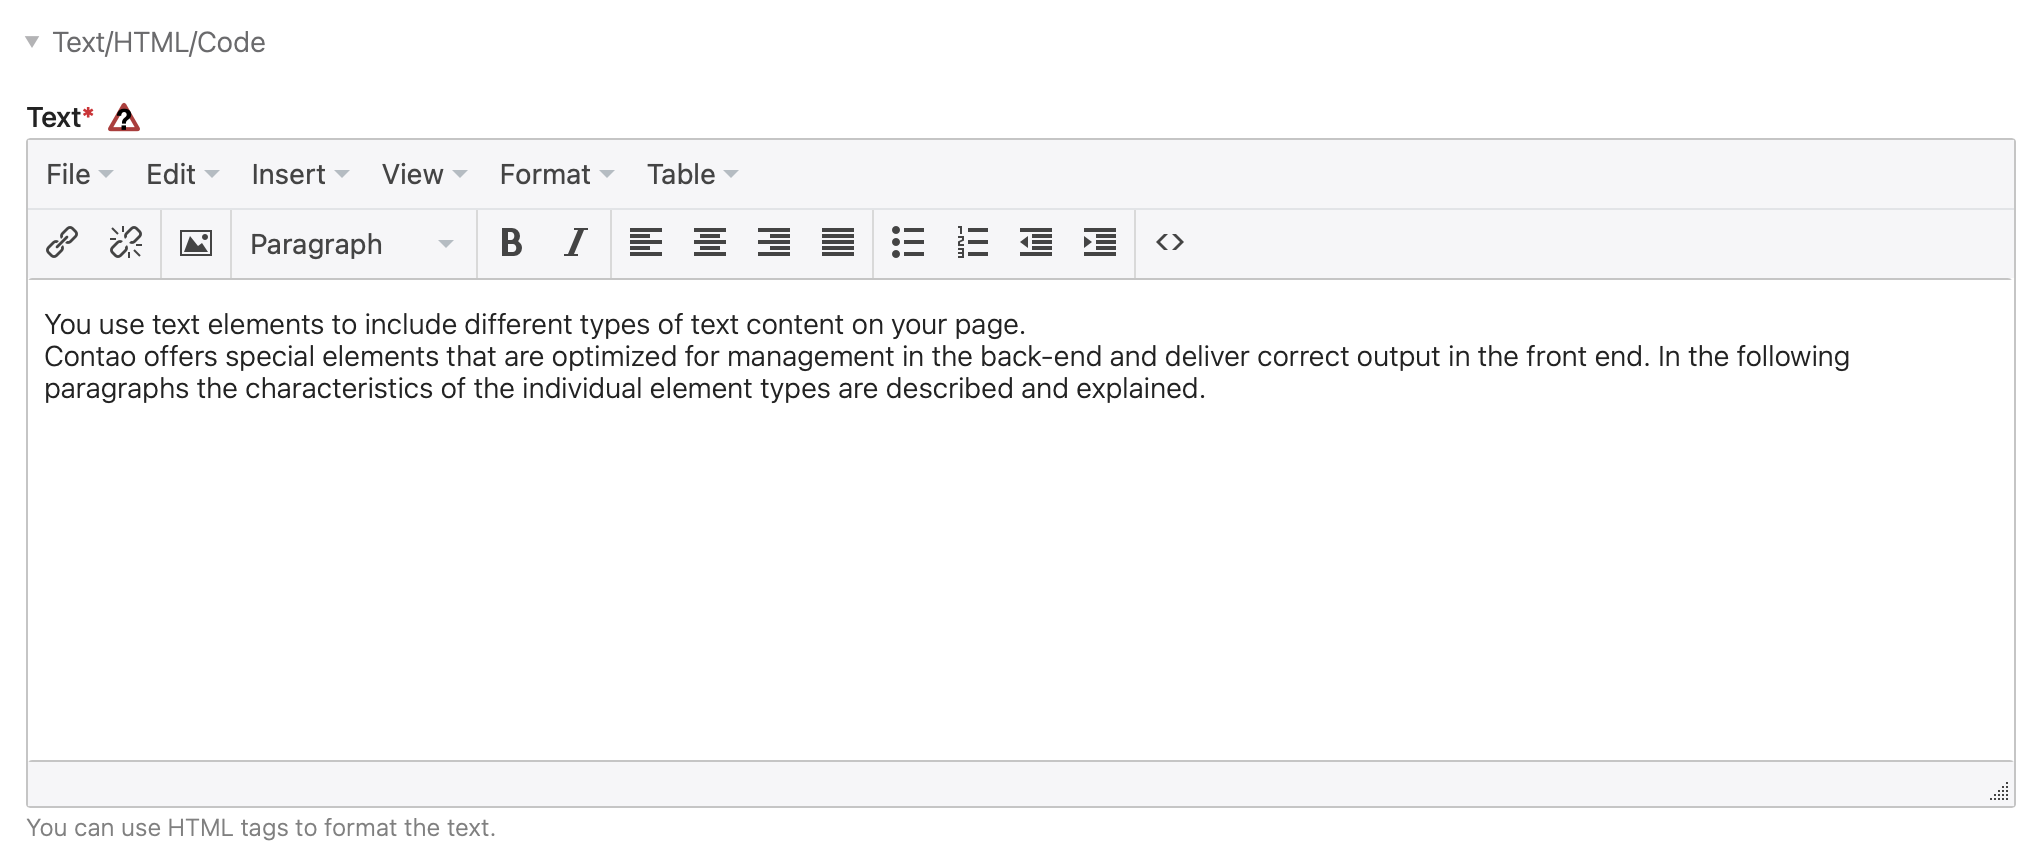 Text/HTML/Code
Text*
File Edit Insert View Format Table
Paragraph B I
You use text elements to include different types of text content on your page.
Contao offers special elements that are optimized for management in the back-end and deliver correct output in the front end. In the following
paragraphs the characteristics of the individual element types are described and explained.
You can use HTML tags to format the text.